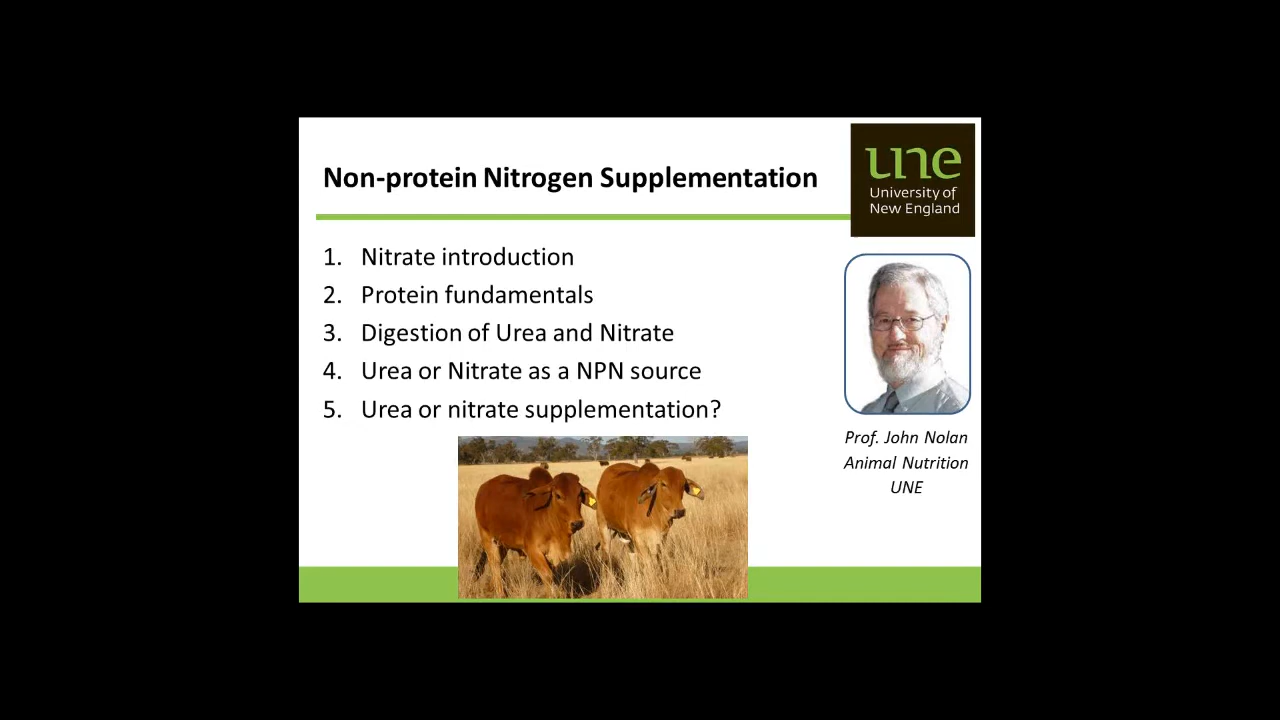 Non-protein Nitrogen Supplementation
une
University of
New England
1. Nitrate introduction
2. Protein fundamentals
3. Digestion of Urea and Nitrate
4. Urea or Nitrate as a NPN source
5. Urea or nitrate supplementation?
Prof. John Nolan
Animal Nutrition
UNE